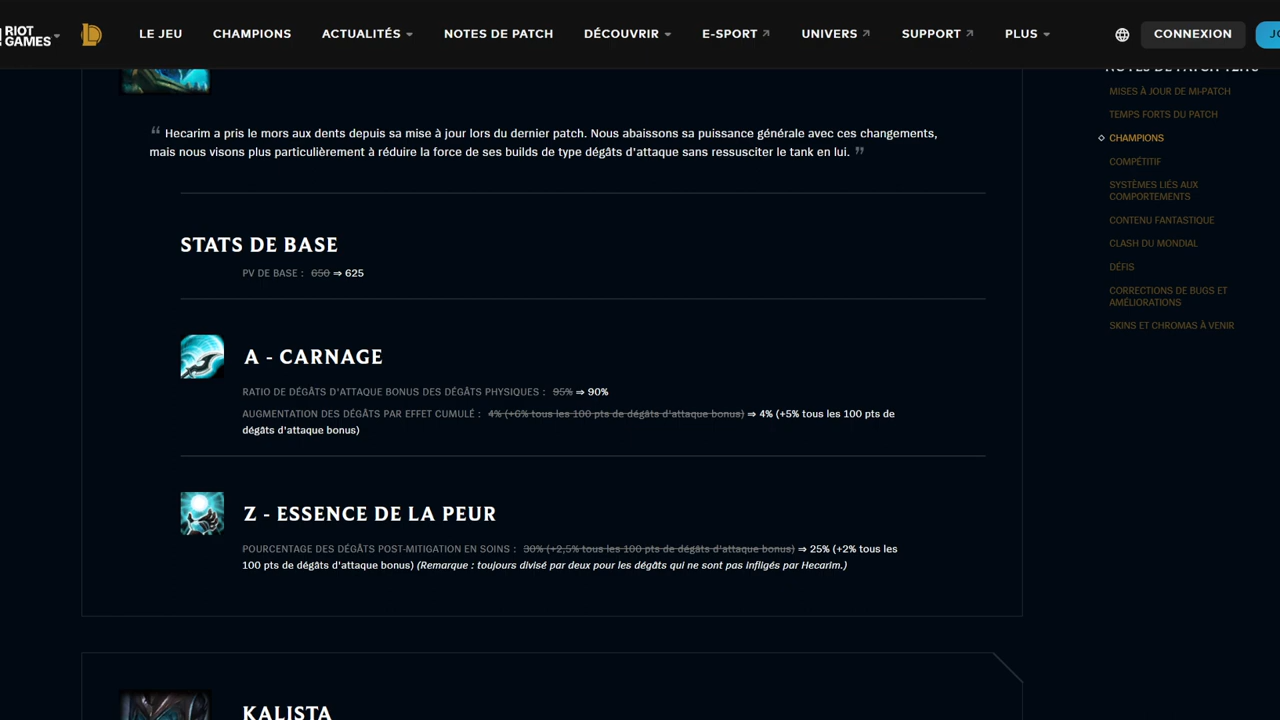 RIOT GAMES
LE JEU
CHAMPIONS
ACTUALITÉS
NOTES DE PATCH
DÉCOUVRIR
E-SPORT
UNIVERS
SUPPORT
PLUS
CONNEXION
“ Hecarim a pris le mors aux dents depuis sa mise à jour lors du dernier patch. Nous abaissons sa puissance générale avec ces changements,
mais nous visons plus particulièrement à réduire la force de ses builds de type dégâts d'attaque sans ressusciter le tank en lui. ”
STATS DE BASE
PV DE BASE : 650 ⇒ 625
A - CARNAGE
RATIO DE DÉGÂTS D'ATTAQUE BONUS DES DÉGÂTS PHYSIQUES : 95% ⇒ 90%
AUGMENTATION DES DÉGÂTS PAR EFFET CUMULÉ : 4% (+6% tous les 100 pts de dégâts d'attaque bonus) ⇒ 4% (+5% tous les 100 pts de
dégâts d'attaque bonus)
Z - ESSENCE DE LA PEUR
POURCENTAGE DES DÉGÂTS POST-MITIGATION EN SOINS : 30% (+2,5% tous les 100 pts de dégâts d'attaque bonus) ⇒ 25% (+2% tous les
100 pts de dégâts d'attaque bonus) (Remarque : toujours divisé par deux pour les dégâts qui ne sont pas infligés par Hecarim.)
KALISTA
NOTES DE PATCH
MISES À JOUR DE MI-PATCH
TEMPS FORTS DU PATCH
CHAMPIONS
COMPÉTITIF
SYSTÈMES LIÉS AUX
COMPORTEMENTS
CONTENU FANTASTIQUE
CLASH DU MONDIAL
DÉFIS
CORRECTIONS DE BUGS ET
AMÉLIORATIONS
SKINS ET CHROMAS À VENIR